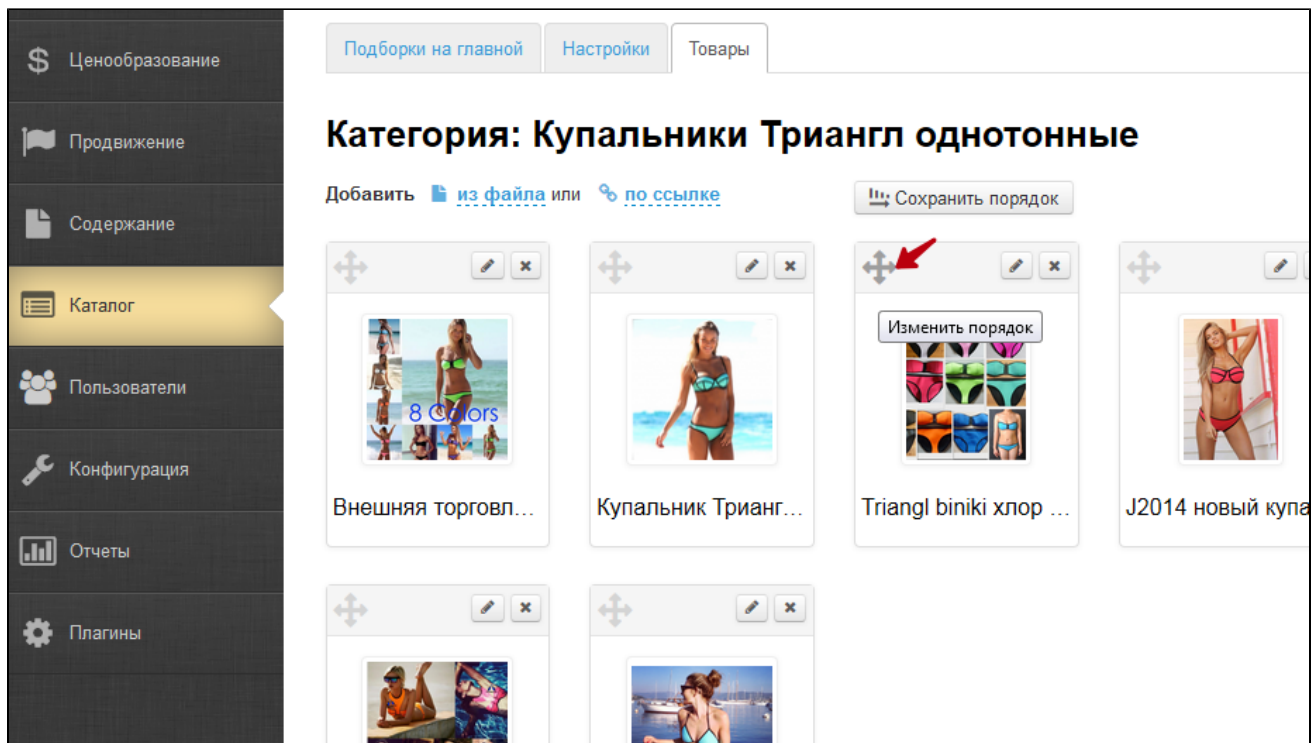 Ценообразование
Продвижение
Содержание
Каталог
Пользователи
Конфигурация
Отчеты
Плагины
Подборки на главной Настройки Товары
Категория: Купальники Триангл однотонные
Добавить из файла или по ссылке Сохранить порядок
Изменить порядок
8 Colors
Внешняя торговл... Купальник Трианг... Triangl biniki хлор ... J2014 новый купа